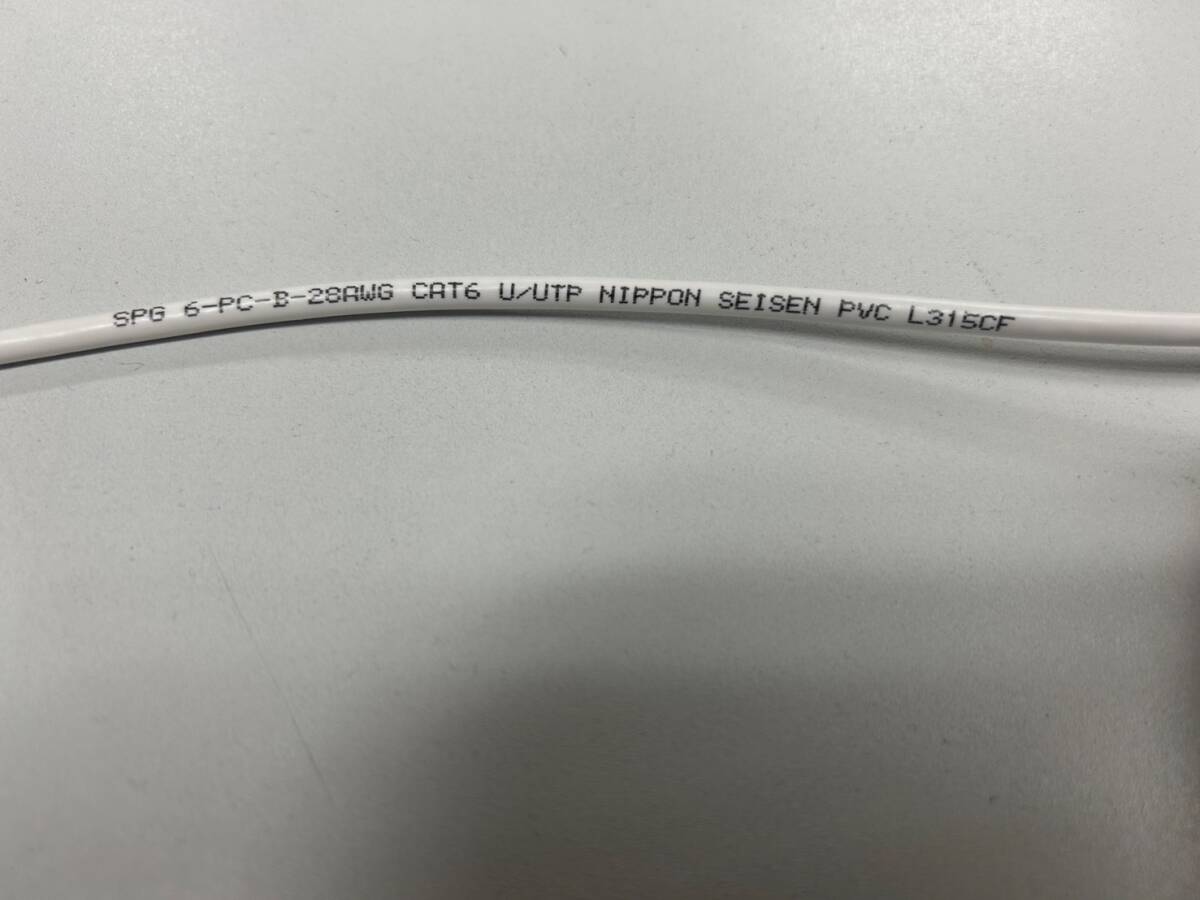 SPG 6-PC-B-28AWG CAT6 U/UTP NIPPON SEISEN PVC L315CF